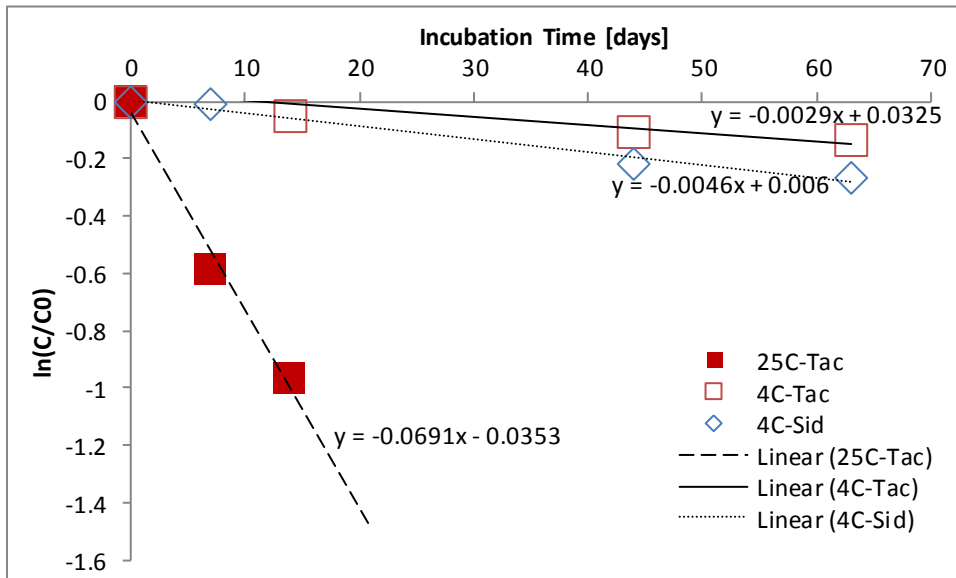 Incubation Time [days]
0 10 20 30 40 50 60 70
0
y = -0.0029x + 0.0325
-0.2
y = -0.0046x + 0.006
-0.4
-0.6
-0.8
-1
-1.2
-1.4
-1.6
ln(C/C0)
y = -0.0691x - 0.0353
25C-Tac
4C-Tac
4C-Sid
Linear (25C-Tac)
Linear (4C-Tac)
Linear (4C-Sid)